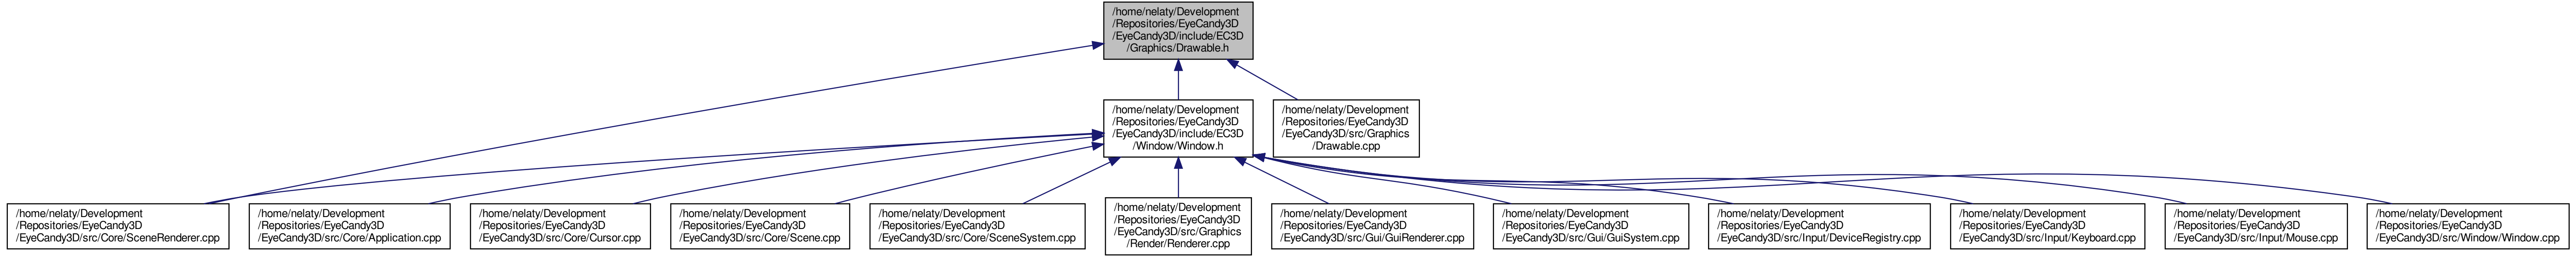 /home/nelaty/Development
/Repositories/EyeCandy3D
/EyeCandy3D/include/EC3D
/Graphics/Drawable.h
/home/nelaty/Development
/Repositories/EyeCandy3D
/EyeCandy3D/include/EC3D
/Window/Window.h
/home/nelaty/Development
/Repositories/EyeCandy3D
/EyeCandy3D/src/Graphics
/Drawable.cpp
/home/nelaty/Development
/Repositories/EyeCandy3D
/EyeCandy3D/src/Core/SceneRenderer.cpp
/home/nelaty/Development
/Repositories/EyeCandy3D
/EyeCandy3D/src/Core/Application.cpp
/home/nelaty/Development
/Repositories/EyeCandy3D
/EyeCandy3D/src/Core/Cursor.cpp
/home/nelaty/Development
/Repositories/EyeCandy3D
/EyeCandy3D/src/Core/Scene.cpp
/home/nelaty/Development
/Repositories/EyeCandy3D
/EyeCandy3D/src/Core/SceneSystem.cpp
/home/nelaty/Development
/Repositories/EyeCandy3D
/EyeCandy3D/src/Graphics
/Render/Renderer.cpp
/home/nelaty/Development
/Repositories/EyeCandy3D
/EyeCandy3D/src/Gui/GuiRenderer.cpp
/home/nelaty/Development
/Repositories/EyeCandy3D
/EyeCandy3D/src/Gui/GuiSystem.cpp
/home/nelaty/Development
/Repositories/EyeCandy3D
/EyeCandy3D/src/Input/DeviceRegistry.cpp
/home/nelaty/Development
/Repositories/EyeCandy3D
/EyeCandy3D/src/Input/Keyboard.cpp
/home/nelaty/Development
/Repositories/EyeCandy3D
/EyeCandy3D/src/Input/Mouse.cpp
/home/nelaty/Development
/Repositories/EyeCandy3D
/EyeCandy3D/src/Window/Window.cpp